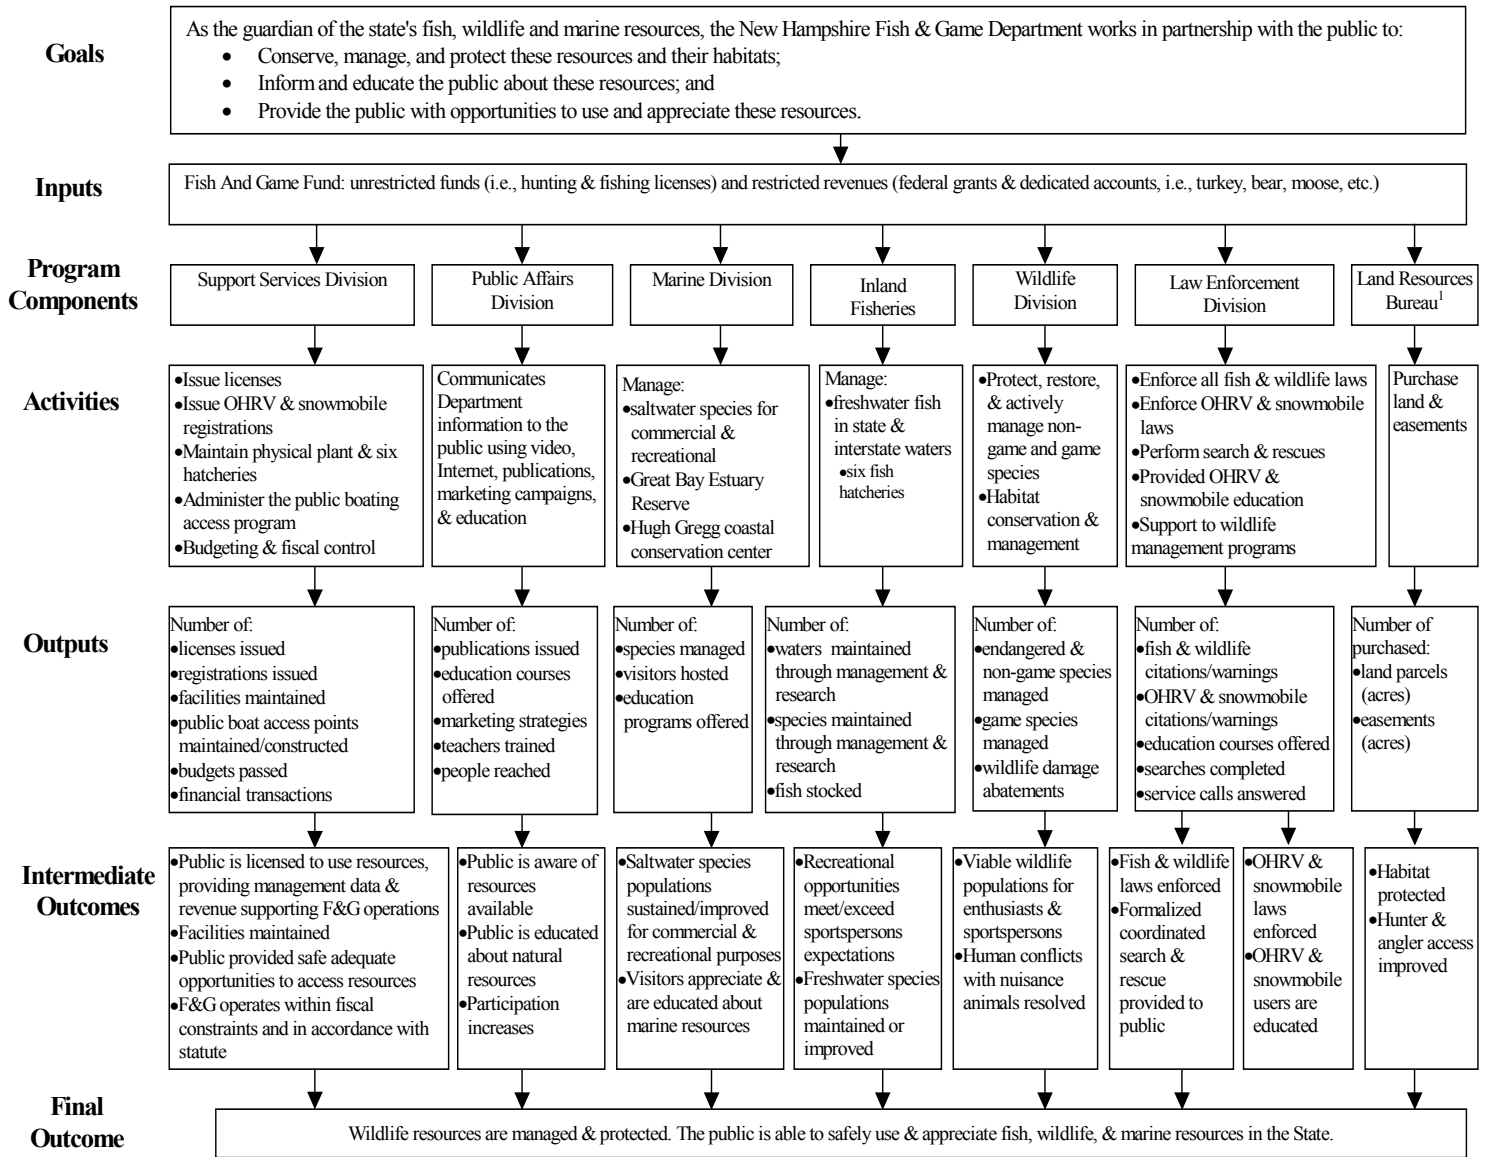 Goals
As the guardian of the state's fish, wildlife and marine resources, the New Hampshire Fish & Game Department works in partnership with the public to:
• Conserve, manage, and protect these resources and their habitats;
• Inform and educate the public about these resources; and
• Provide the public with opportunities to use and appreciate these resources.
Inputs
Fish And Game Fund: unrestricted funds (i.e., hunting & fishing licenses) and restricted revenues (federal grants & dedicated accounts, i.e., turkey, bear, moose, etc.)
Program
Components
Support Services Division
Public Affairs
Division
Marine Division
Inland
Fisheries
Wildlife
Division
Law Enforcement
Division
Land Resources
Bureau1
Activities
•Issue licenses
•Issue OHRV & snowmobile
registrations
•Maintain physical plant & six
hatcheries
•Administer the public boating
access program
•Budgeting & fiscal control
Communicates
Department
information to the
public using video,
Internet, publications,
marketing campaigns,
& education
Manage:
•saltwater species for
commercial &
recreational
•Great Bay Estuary
Reserve
•Hugh Gregg coastal
conservation center
Manage:
•freshwater fish
in state &
interstate waters
•six fish
hatcheries
•Protect, restore,
& actively
manage non-
game and game
species
•Habitat
conservation &
management
•Enforce all fish & wildlife laws
•Enforce OHRV & snowmobile
laws
•Perform search & rescues
•Provided OHRV &
snowmobile education
•Support to wildlife
management programs
Purchase
land &
easements
Outputs
Number of:
•licenses issued
•registrations issued
•facilities maintained
•public boat access points
maintained/constructed
•budgets passed
•financial transactions
Number of:
•publications issued
•education courses
offered
•marketing strategies
•teachers trained
•people reached
Number of:
•species managed
•visitors hosted
•education
programs offered
Number of:
•waters maintained
through management &
research
•species maintained
through management &
research
•fish stocked
Number of:
•endangered &
non-game species
managed
•game species
managed
•wildlife damage
abatements
Number of:
•fish & wildlife
citations/warnings
•OHRV & snowmobile
citations/warnings
•education courses offered
•searches completed
•service calls answered
Number of
purchased:
•land parcels
(acres)
•easements
(acres)
Intermediate
Outcomes
•Public is licensed to use resources,
providing management data &
revenue supporting F&G operations
•Facilities maintained
•Public provided safe adequate
opportunities to access resources
•F&G operates within fiscal
constraints and in accordance with
statute
•Public is aware of
resources
available
•Public is educated
about natural
resources
•Participation
increases
•Saltwater species
populations
sustained/improved
for commercial &
recreational purposes
•Visitors appreciate &
are educated about
marine resources
•Recreational
opportunities
meet/exceed
sportspersons
expectations
•Freshwater species
populations
maintained or
improved
•Viable wildlife
populations for
enthusiasts &
sportspersons
•Human conflicts
with nuisance
animals resolved
•Fish & wildlife
laws enforced
•Formalized
coordinated
search &
rescue
provided to
public
•OHRV &
snowmobile
laws
enforced
•OHRV &
snowmobile
users are
educated
•Habitat
protected
•Hunter &
angler access
improved
Final
Outcome
Wildlife resources are managed & protected. The public is able to safely use & appreciate fish, wildlife, & marine resources in the State.